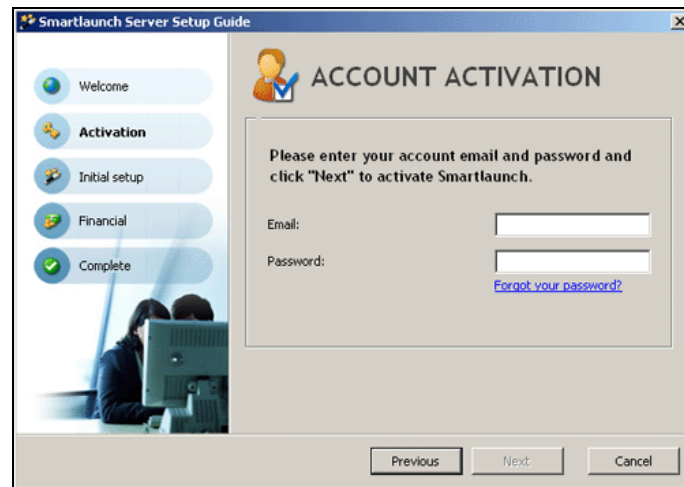 Smartlaunch Server Setup Guide
Welcome
Activation
Initial setup
Financial
Complete
ACCOUNT ACTIVATION
Please enter your account email and password and
click "Next" to activate Smartlaunch.
Email:
Password:
Forgot your password?
Previous
Next
Cancel